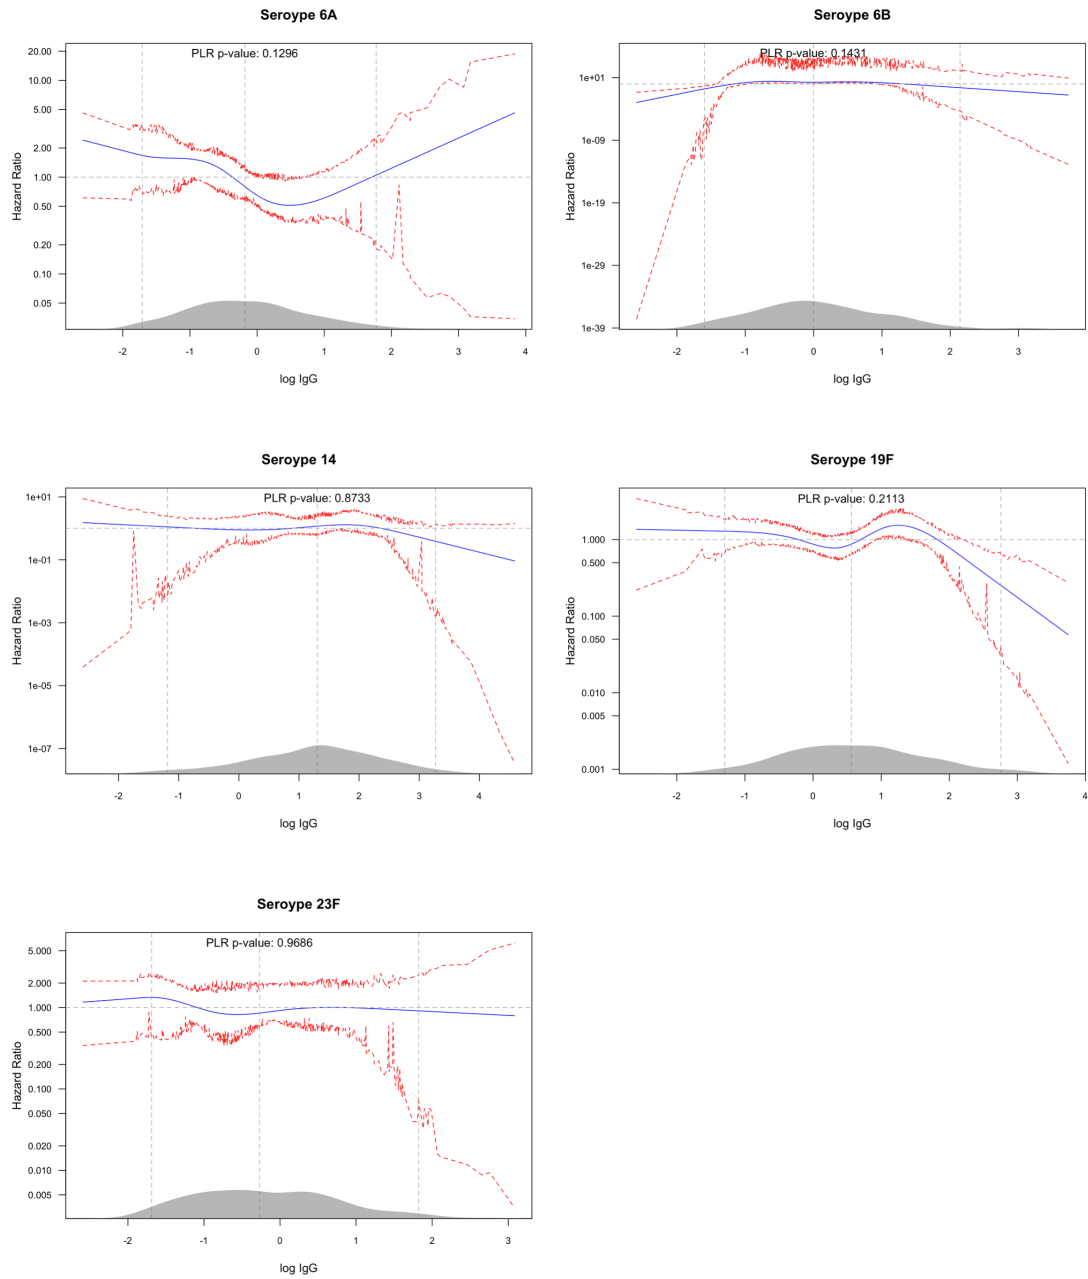 Seroype 6A
PLR p-value: 0.1296
20.00
10.00
5.00
2.00
1.00
0.50
0.20
0.10
0.05
Hazard Ratio
-2 -1 0 1 2 3 4
log IgG
Seroype 6B
PLR p-value: 0.1431
1e+01
1e-09
1e-19
1e-29
1e-39
Hazard Ratio
-2 -1 0 1 2 3
log IgG
Seroype 14
PLR p-value: 0.8733
1e+01
1e-01
1e-03
1e-05
1e-07
Hazard Ratio
-2 -1 0 1 2 3 4
log IgG
Seroype 19F
PLR p-value: 0.2113
1.000
0.500
0.100
0.050
0.010
0.005
0.001
Hazard Ratio
-2 -1 0 1 2 3 4
log IgG
Seroype 23F
PLR p-value: 0.9686
5.000
2.000
1.000
0.500
0.200
0.100
0.050
0.020
0.010
0.005
Hazard Ratio
-2 -1 0 1 2 3
log IgG